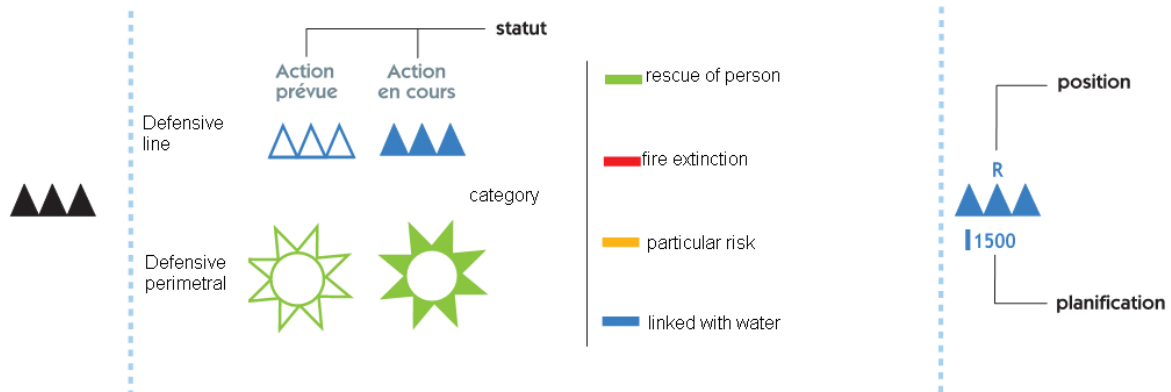 statut
Action
prévue
Action
en cours
Defensive
line
category
Defensive
perimetral
rescue of person
fire extinction
particular risk
linked with water
position
R
1500
planification